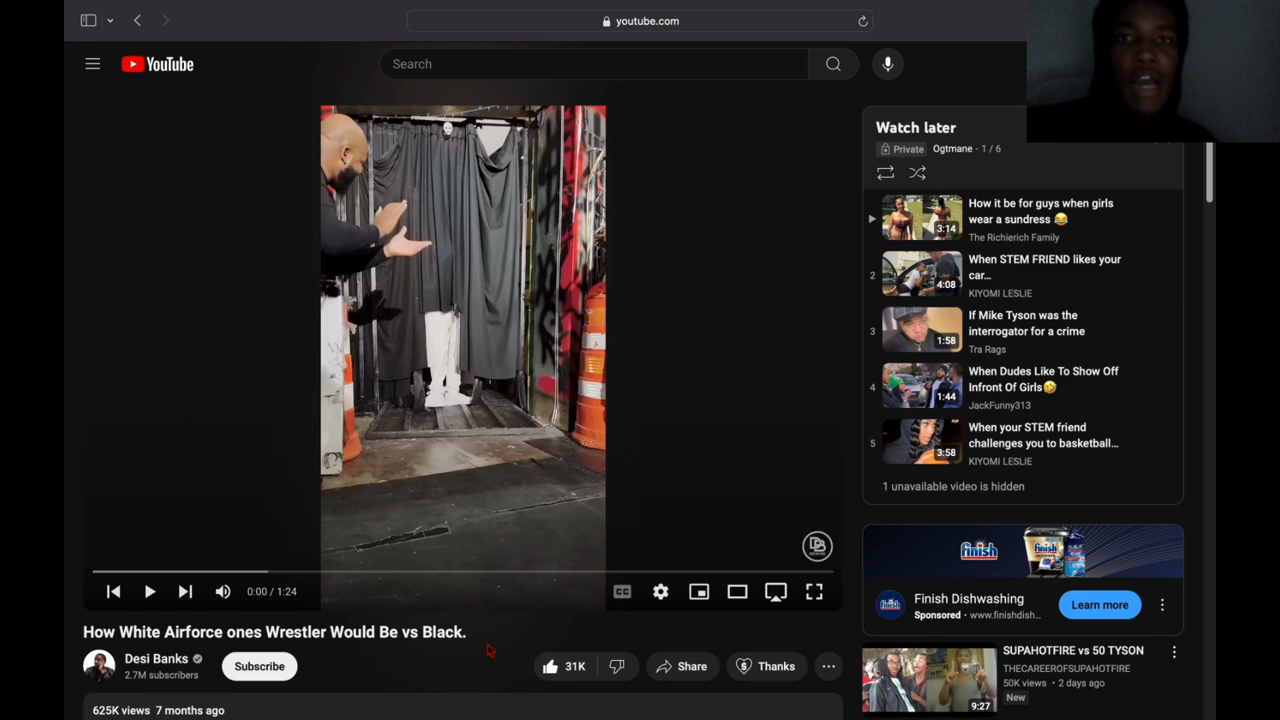 youtube.com
YouTube
Search
Watch later
Private Ogtmane - 1 / 6
How it be for guys when girls
wear a sundress 😂
The Richierich Family
3:14
2
When STEM FRIEND likes your
car...
KIYOMI LESLIE
4:08
3
If Mike Tyson was the
interrogator for a crime
Tra Rags
1:58
4
When Dudes Like To Show Off
Infront Of Girls🤣
JackFunny313
1:44
5
When your STEM friend
challenges you to basketball...
KIYOMI LESLIE
3:58
1 unavailable video is hidden
finish
finish
Finish Dishwashing
Sponsored · www.finishdish...
Learn more
SUPAHOTFIRE vs 50 TYSON
THECAREEROFSUPAHOTFIRE
50K views • 2 days ago
New
9:27
0:00 / 1:24
CC
How White Airforce ones Wrestler Would Be vs Black.
Desi Banks
2.7M subscribers
Subscribe
31K
Share
Thanks
625K views 7 months ago